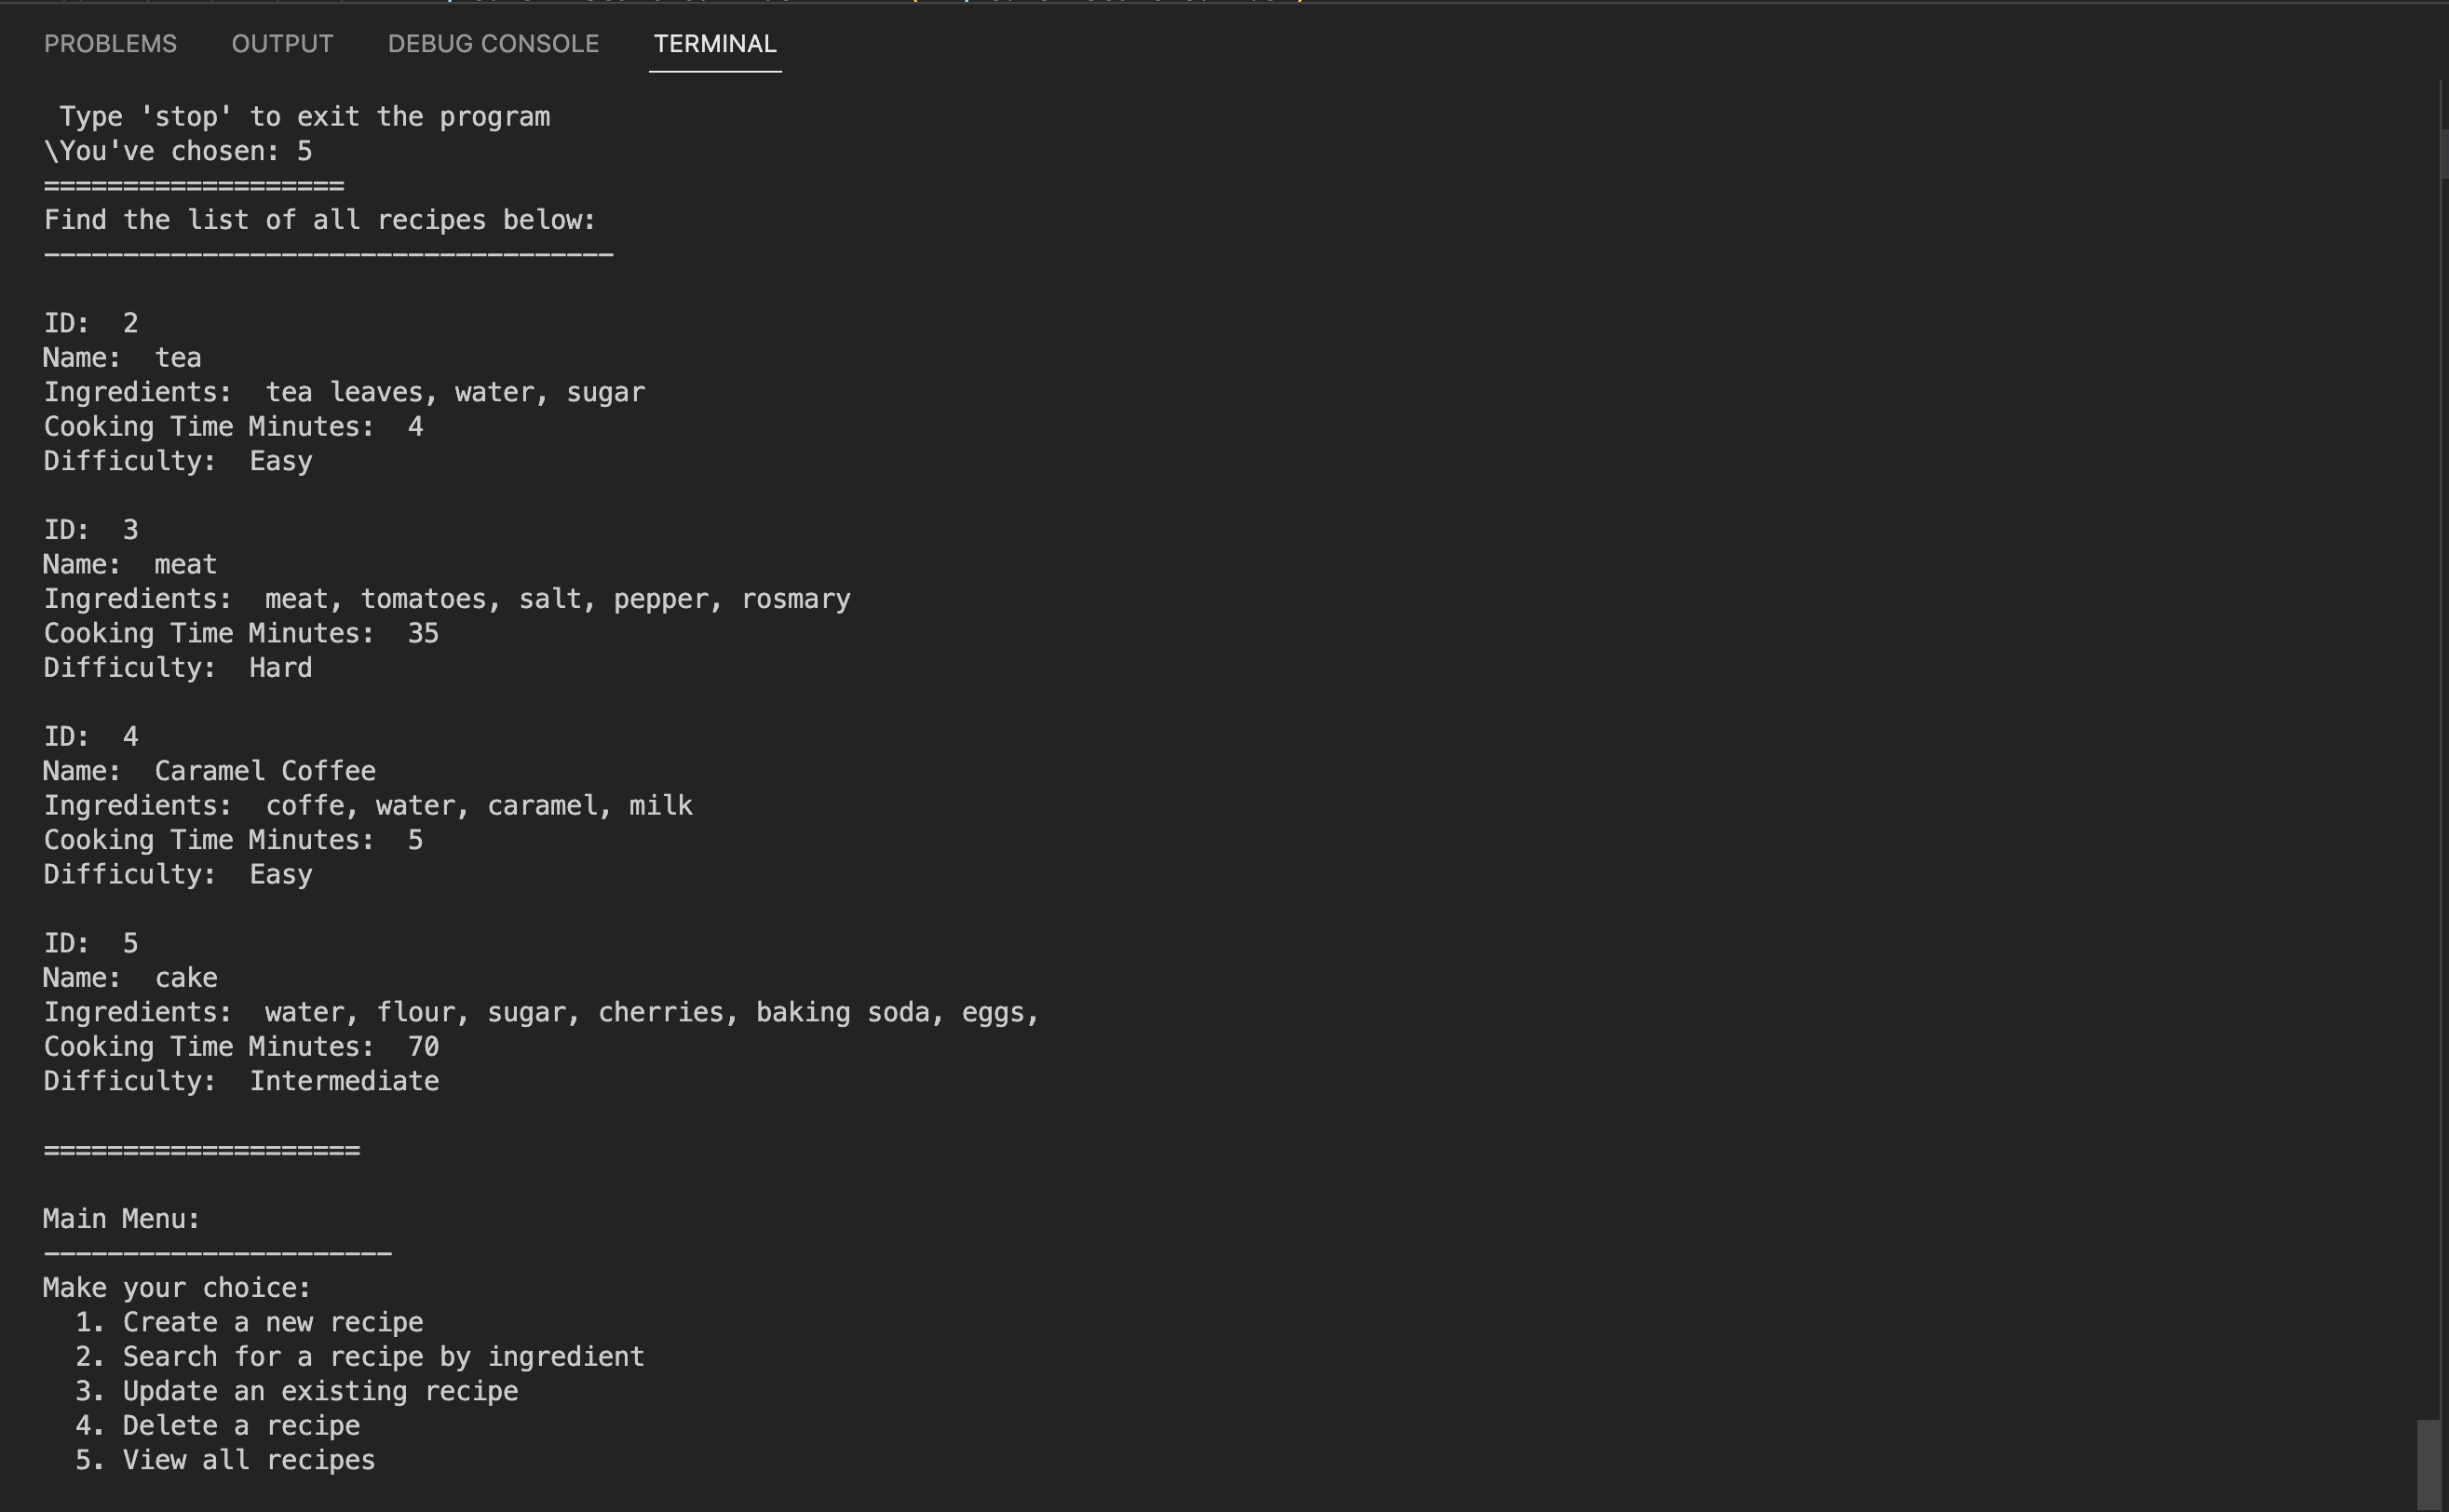 PROBLEMS OUTPUT DEBUG CONSOLE TERMINAL
Type 'stop' to exit the program
\You've chosen: 5
===================
Find the list of all recipes below:
------------------------------------
ID:  2
Name:  tea
Ingredients:  tea leaves, water, sugar
Cooking Time Minutes:  4
Difficulty:  Easy
ID:  3
Name:  meat
Ingredients:  meat, tomatoes, salt, pepper, rosmary
Cooking Time Minutes:  35
Difficulty:  Hard
ID:  4
Name:  Caramel Coffee
Ingredients:  coffe, water, caramel, milk
Cooking Time Minutes:  5
Difficulty:  Easy
ID:  5
Name:  cake
Ingredients:  water, flour, sugar, cherries, baking soda, eggs,
Cooking Time Minutes:  70
Difficulty:  Intermediate
====================
Main Menu:
----------------------
Make your choice:
1. Create a new recipe
2. Search for a recipe by ingredient
3. Update an existing recipe
4. Delete a recipe
5. View all recipes